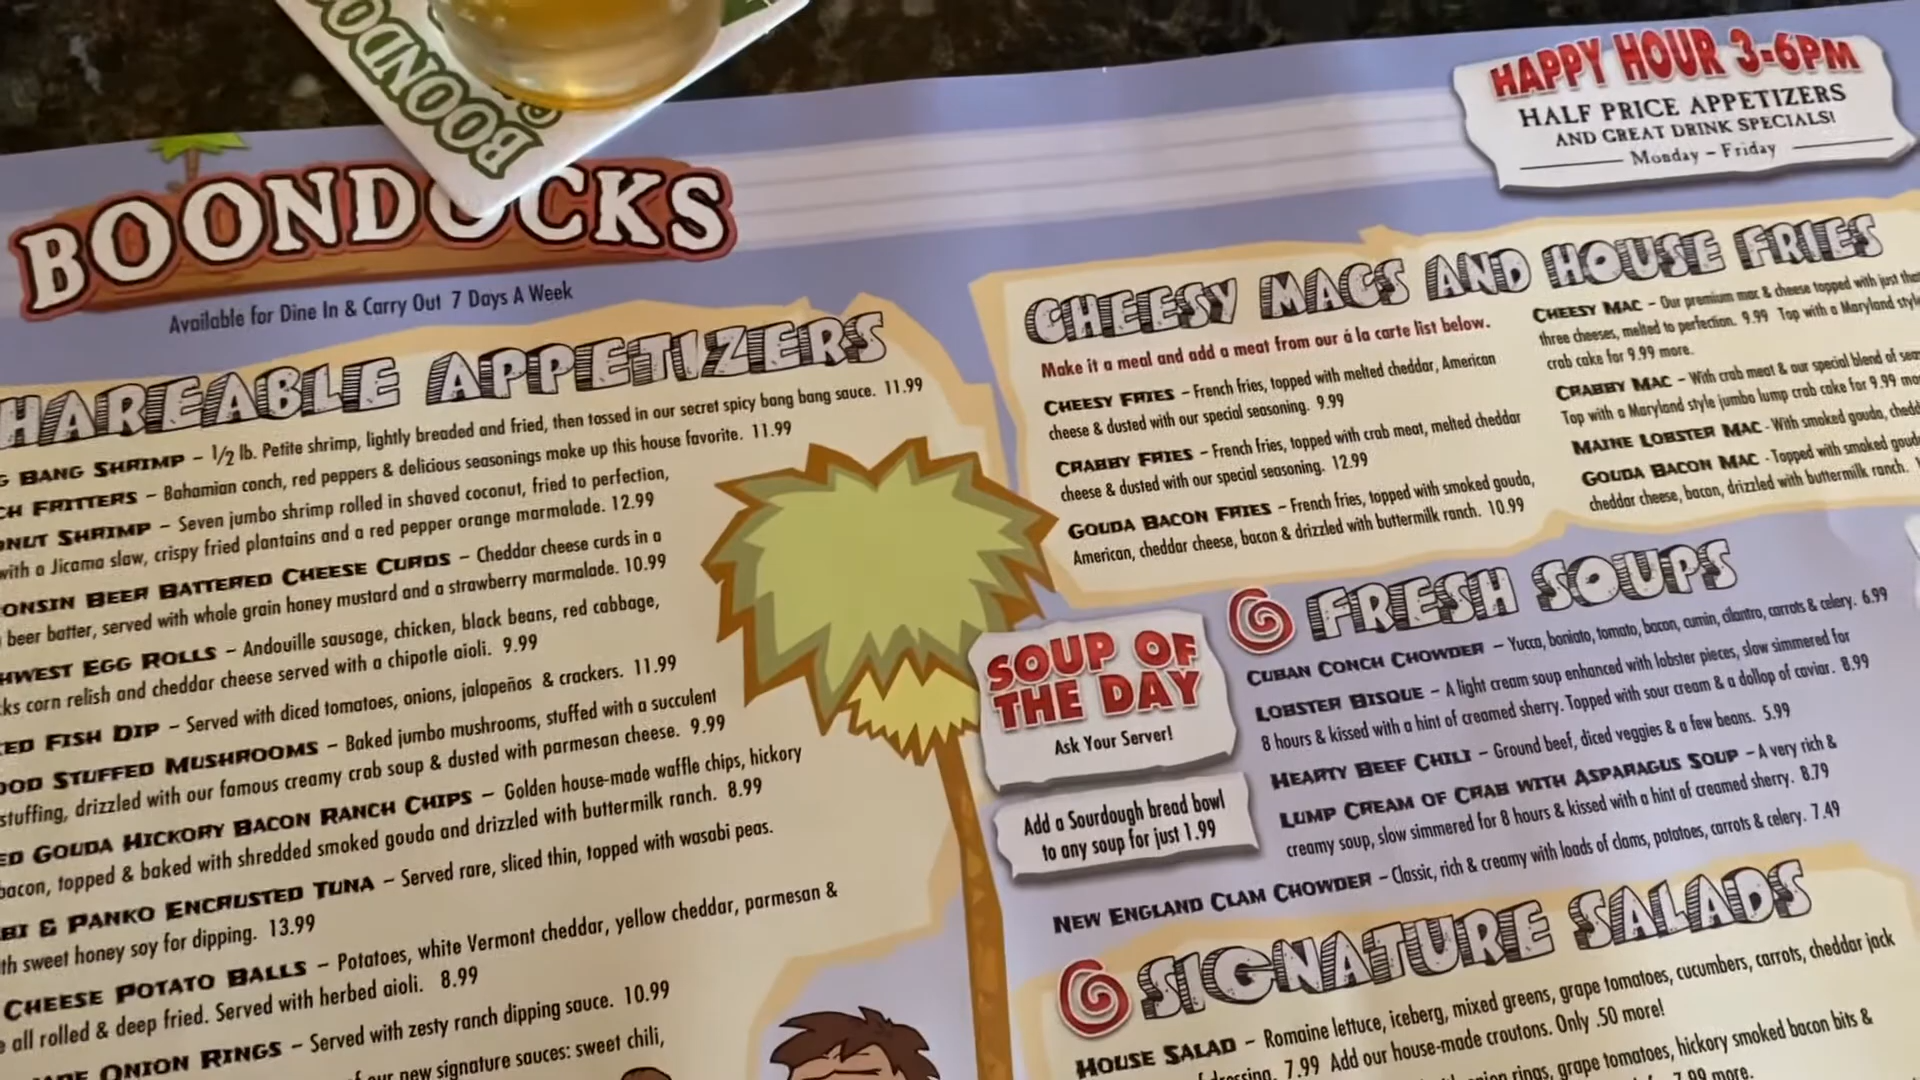 BOONDO
BOONDO
BOONDOCKS
Available for Dine In & Carry Out 7 Days A Week
HAPPY HOUR 3-6PM
HALF PRICE APPETIZERS
AND GREAT DRINK SPECIALS!
Monday - Friday
HAREABLE APPETIZERS
G BANG SHRIMP – 1/2 lb. Petite shrimp, lightly breaded and fried, then tossed in our secret spicy bang bang sauce. 11.99
CH FRITTERS – Bahamian conch, red peppers & delicious seasonings make up this house favorite. 11.99
ONUT SHRIMP – Seven jumbo shrimp rolled in shaved coconut, fried to perfection,
with a Jicama slaw, crispy fried plantains and a red pepper orange marmalade. 12.99
ONSIN BEER BATTERED CHEESE CURDS – Cheddar cheese curds in a
beer batter, served with whole grain honey mustard and a strawberry marmalade. 10.99
HWEST EGG ROLLS – Andouille sausage, chicken, black beans, red cabbage,
ks corn relish and cheddar cheese served with a chipotle aioli. 9.99
ED FISH DIP – Served with diced tomatoes, onions, jalapeños & crackers. 11.99
OOD STUFFED MUSHROOMS – Baked jumbo mushrooms, stuffed with a succulent
stuffing, drizzled with our famous creamy crab soup & dusted with parmesan cheese. 9.99
ED GOUDA HICKORY BACON RANCH CHIPS – Golden house-made waffle chips, hickory
bacon, topped & baked with shredded smoked gouda and drizzled with buttermilk ranch. 8.99
BI & PANKO ENCRUSTED TUNA – Served rare, sliced thin, topped with wasabi peas.
th sweet honey soy for dipping. 13.99
CHEESE POTATO BALLS – Potatoes, white Vermont cheddar, yellow cheddar, parmesan &
e all rolled & deep fried. Served with herbed aioli. 8.99
ONION RINGS – Served with zesty ranch dipping sauce. 10.99
our new signature sauces: sweet chili,
CHEESY MACS AND HOUSE FRIES
Make it a meal and add a meat from our á la carte list below.
CHEESY FRIES – French fries, topped with melted cheddar, American
cheese & dusted with our special seasoning. 9.99
CRABBY FRIES – French fries, topped with crab meat, melted cheddar
cheese & dusted with our special seasoning. 12.99
GOUDA BACON FRIES – French fries, topped with smoked gouda,
American, cheddar cheese, bacon & drizzled with buttermilk ranch. 10.99
CHEESY MAC – Our premium mac & cheese topped with just tha
three cheeses, melted to perfection. 9.99 Top with a Maryland style
crab cake for 9.99 more.
CRABBY MAC – With crab meat & our special blend of sea
Top with a Maryland style jumbo lump crab cake for 9.99 mo
MAINE LOBSTER MAC - With smoked gouda, chedd
GOUDA BACON MAC - Topped with smoked goud
cheddar cheese, bacon, drizzled with buttermilk ranch.
SOUP OF
THE DAY
Ask Your Server!
Add a Sourdough bread bowl
to any soup for just 1.99
FRESH SOUPS
CUBAN CONCH CHOWDER – Yucca, boniato, tomato, bacon, cumin, cilantro, carrots & celery. 6.99
LOBSTER BISQUE – A light cream soup enhanced with lobster pieces, slow simmered for
8 hours & kissed with a hint of creamed sherry. Topped with sour cream & a dollop of caviar. 8.99
HEARTY BEEF CHILI – Ground beef, diced veggies & a few beans. 5.99
LUMP CREAM OF CRAB WITH ASPARAGUS SOUP – A very rich &
creamy soup, slow simmered for 8 hours & kissed with a hint of creamed sherry. 8.79
NEW ENGLAND CLAM CHOWDER – Classic, rich & creamy with loads of clams, potatoes, carrots & celery. 7.49
SIGNATURE SALADS
HOUSE SALAD – Romaine lettuce, iceberg, mixed greens, grape tomatoes, cucumbers, carrots, cheddar jack
dressing. 7.99 Add our house-made croutons. Only .50 more!
onion rings, grape tomatoes, hickory smoked bacon bits &
7.99 more.